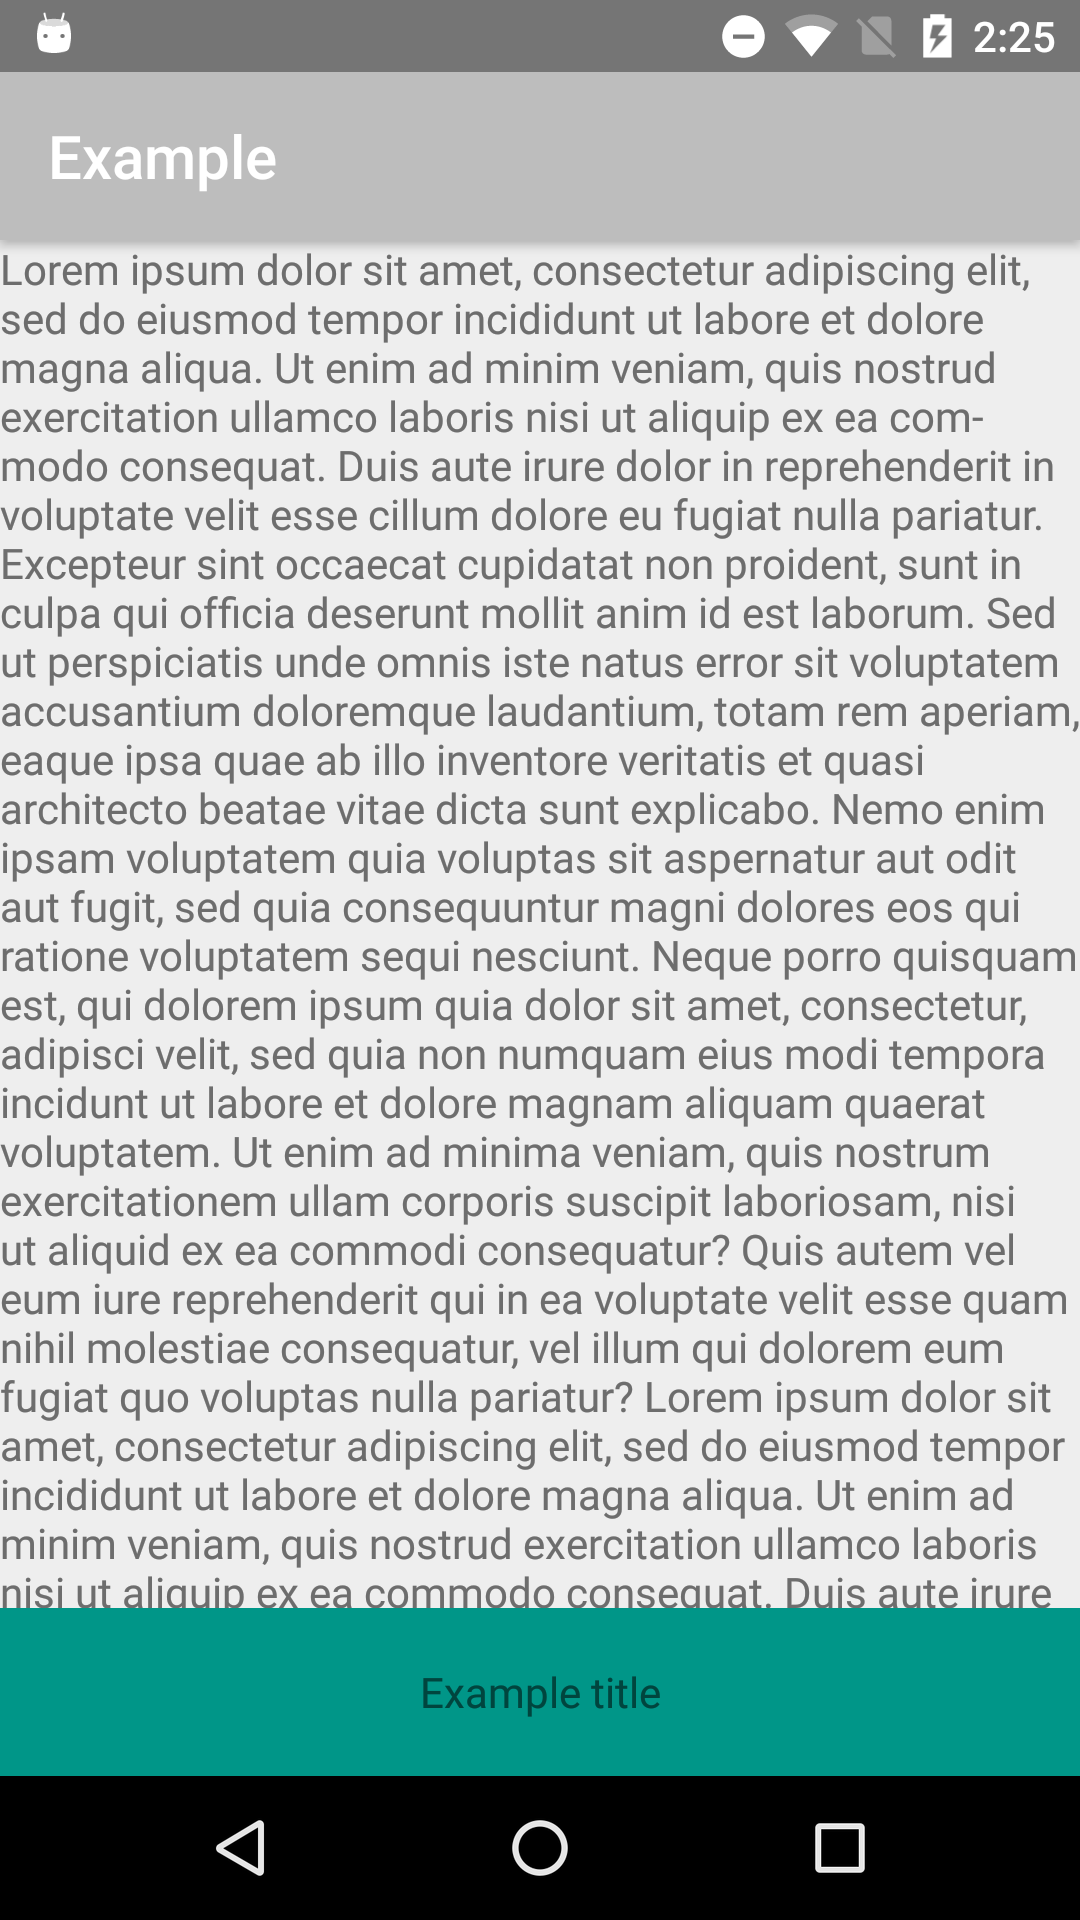 2:25
Example
Lorem ipsum dolor sit amet, consectetur adipiscing elit,
sed do eiusmod tempor incididunt ut labore et dolore
magna aliqua. Ut enim ad minim veniam, quis nostrud
exercitation ullamco laboris nisi ut aliquip ex ea com-
modo consequat. Duis aute irure dolor in reprehenderit in
voluptate velit esse cillum dolore eu fugiat nulla pariatur.
Excepteur sint occaecat cupidatat non proident, sunt in
culpa qui officia deserunt mollit anim id est laborum. Sed
ut perspiciatis unde omnis iste natus error sit voluptatem
accusantium doloremque laudantium, totam rem aperiam,
eaque ipsa quae ab illo inventore veritatis et quasi
architecto beatae vitae dicta sunt explicabo. Nemo enim
ipsam voluptatem quia voluptas sit aspernatur aut odit
aut fugit, sed quia consequuntur magni dolores eos qui
ratione voluptatem sequi nesciunt. Neque porro quisquam
est, qui dolorem ipsum quia dolor sit amet, consectetur,
adipisci velit, sed quia non numquam eius modi tempora
incidunt ut labore et dolore magnam aliquam quaerat
voluptatem. Ut enim ad minima veniam, quis nostrum
exercitationem ullam corporis suscipit laboriosam, nisi
ut aliquid ex ea commodi consequatur? Quis autem vel
eum iure reprehenderit qui in ea voluptate velit esse quam
nihil molestiae consequatur, vel illum qui dolorem eum
fugiat quo voluptas nulla pariatur? Lorem ipsum dolor sit
amet, consectetur adipiscing elit, sed do eiusmod tempor
incididunt ut labore et dolore magna aliqua. Ut enim ad
minim veniam, quis nostrud exercitation ullamco laboris
nisi ut aliquip ex ea commodo consequat. Duis aute irure
Example title